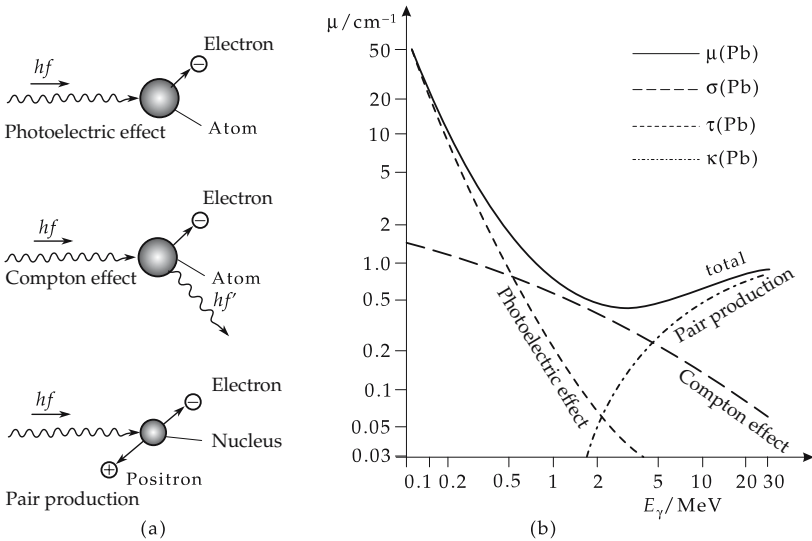 Electron
hf
Photoelectric effect
Atom
Electron
hf
Compton effect
Atom
hf′
Electron
hf
Nucleus
Positron
Pair production
(a)
μ/cm⁻¹
50
20
10
5
2
1.0
0.5
0.2
0.1
0.05
0.03
μ(Pb)
σ(Pb)
τ(Pb)
κ(Pb)
total
Pair production
Photoelectric effect
Compton effect
0.1 0.2 0.5 1 2 5 10 20 30
Eγ/MeV
(b)